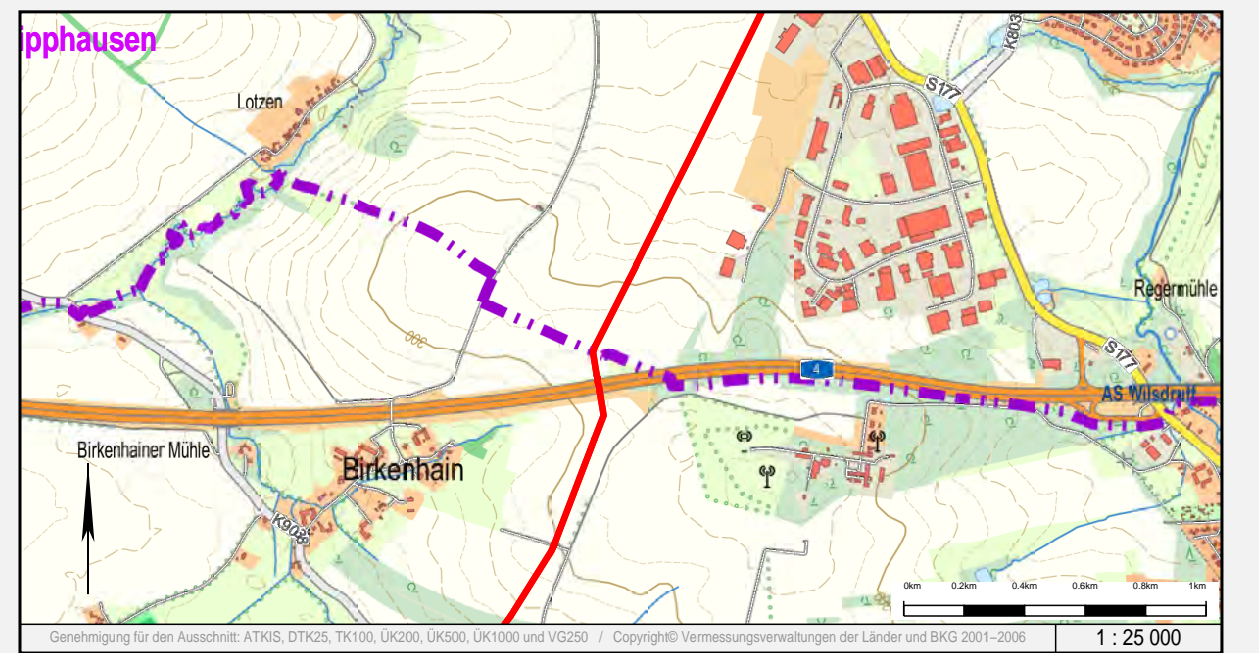 ipphausen
Lotzen
K803
S177
Regermühle
300
S177
4
AS Wilsdruff
Birkenhainer Mühle
Birkenhain
K9038
0km 0.2km 0.4km 0.6km 0.8km 1km
Genehmigung für den Ausschnitt: ATKIS, DTK25, TK100, ÜK200, ÜK500, ÜK1000 und VG250 / Copyright© Vermessungsverwaltungen der Länder und BKG 2001–2006
1 : 25 000